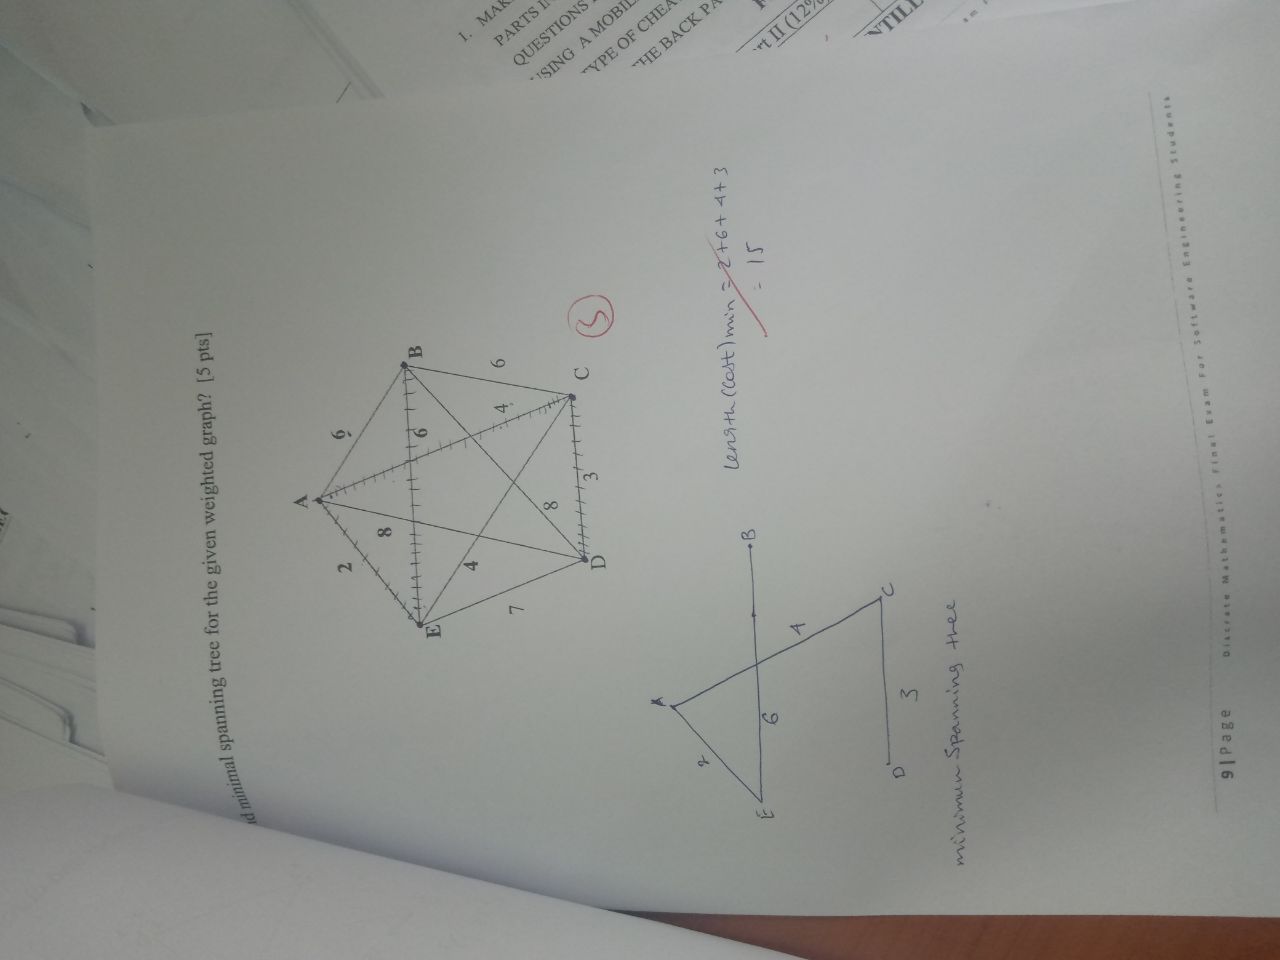 1. MAK
PARTS IN
QUESTIONS
USING A MOBIL
TYPE OF CHEA
THE BACK PA
rt II (12%
NTILL
nd minimal spanning tree for the given weighted graph? [5 pts]
A
6
2
B
8
6
E
6
4
4
8
7
3
C
D
5
A
2
E
6
B
4
C
D
3
length (cost) min = 2+6+4+3
= 15
minimum spanning tree
9 | Page Discrete Mathematics Final Exam For Software Engineering Students